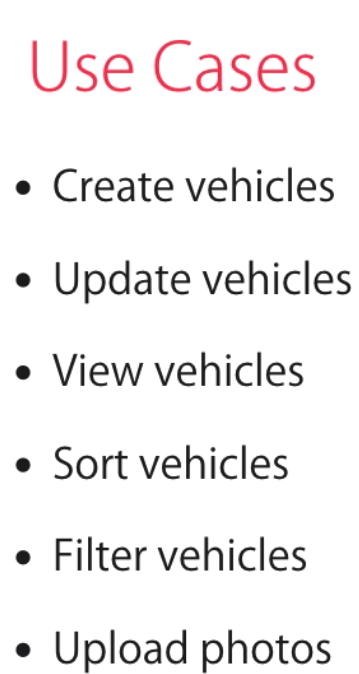 Use Cases
• Create vehicles
• Update vehicles
• View vehicles
• Sort vehicles
• Filter vehicles
• Upload photos